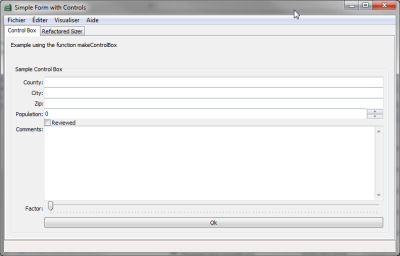 Simple Form with Controls
Fichier Éditer Visualiser Aide
Control Box Refactored Sizer
Example using the function makeControlBox
Sample Control Box
County:
City:
Zip:
Population: 0
Reviewed
Comments:
Factor:
Ok